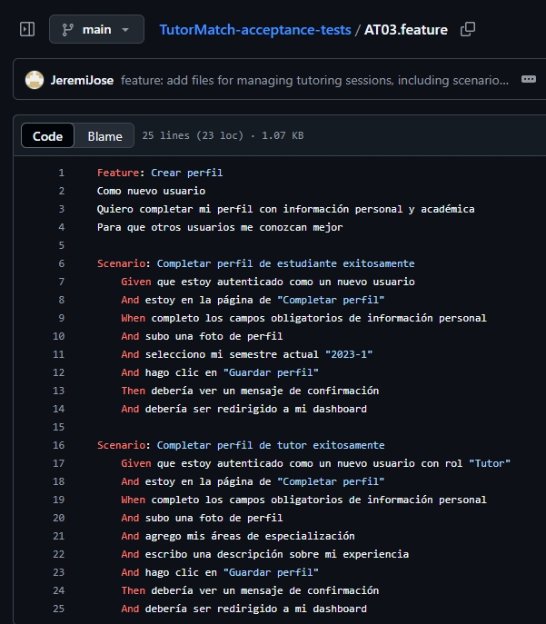 main
TutorMatch-acceptance-tests / AT03.feature
JeremiJose feature: add files for managing tutoring sessions, including scenario...
Code Blame 25 lines (23 loc) · 1.07 KB
1 Feature: Crear perfil
2 Como nuevo usuario
3 Quiero completar mi perfil con información personal y académica
4 Para que otros usuarios me conozcan mejor
5
6 Scenario: Completar perfil de estudiante exitosamente
7 Given que estoy autenticado como un nuevo usuario
8 And estoy en la página de "Completar perfil"
9 When completo los campos obligatorios de información personal
10 And subo una foto de perfil
11 And selecciono mi semestre actual "2023-1"
12 And hago clic en "Guardar perfil"
13 Then debería ver un mensaje de confirmación
14 And debería ser redirigido a mi dashboard
15
16 Scenario: Completar perfil de tutor exitosamente
17 Given que estoy autenticado como un nuevo usuario con rol "Tutor"
18 And estoy en la página de "Completar perfil"
19 When completo los campos obligatorios de información personal
20 And subo una foto de perfil
21 And agrego mis áreas de especialización
22 And escribo una descripción sobre mi experiencia
23 And hago clic en "Guardar perfil"
24 Then debería ver un mensaje de confirmación
25 And debería ser redirigido a mi dashboard